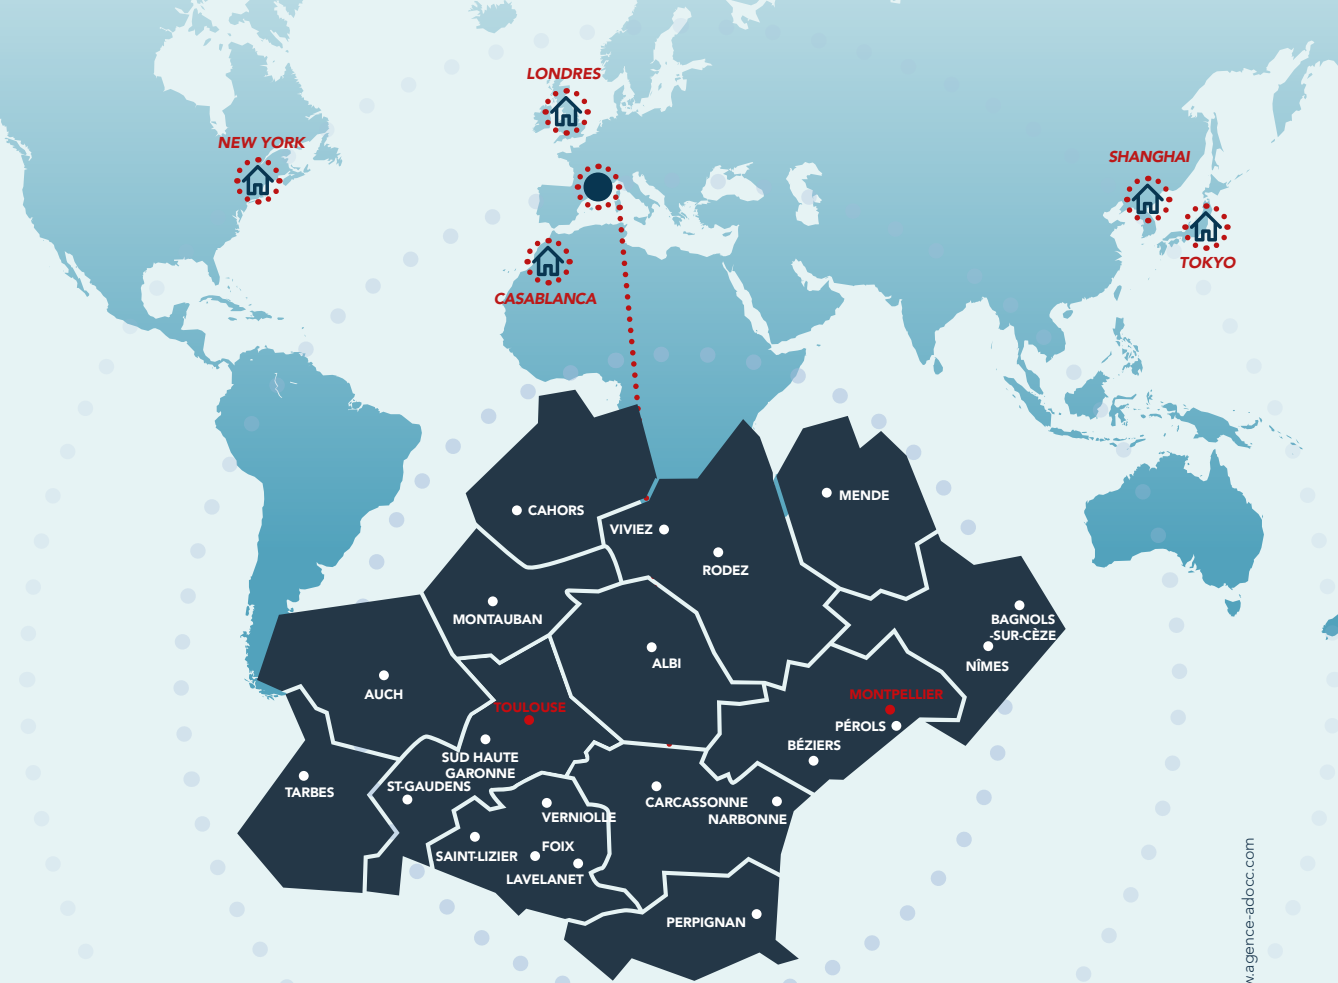 LONDRES
NEW YORK
SHANGHAI
TOKYO
CASABLANCA
MENDE
CAHORS
VIVIEZ
RODEZ
BAGNOLS
-SUR-CÈZE
MONTAUBAN
ALBI
NÎMES
AUCH
MONTPELLIER
TOULOUSE
PÉROLS
BÉZIERS
SUD HAUTE
GARONNE
ST-GAUDENS
TARBES
CARCASSONNE
NARBONNE
VERNIOLLE
FOIX
SAINT-LIZIER
LAVELANET
PERPIGNAN
.agence-adocc.com